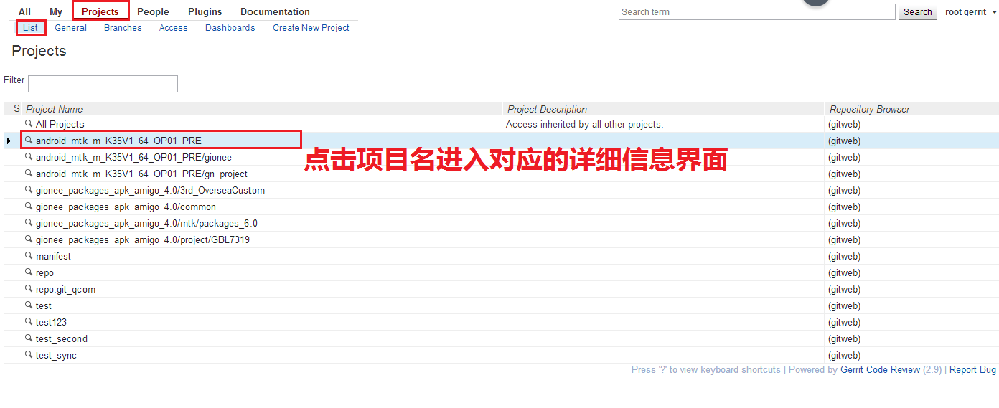 All My Projects People Plugins Documentation Search term Search root gerrit
List General Branches Access Dashboards Create New Project
Projects
Filter
S Project Name Project Description Repository Browser
All-Projects Access inherited by all other projects. (gitweb)
android_mtk_m_K35V1_64_OP01_PRE (gitweb)
android_mtk_m_K35V1_64_OP01_PRE/gionee (gitweb)
点击项目名进入对应的详细信息界面
android_mtk_m_K35V1_64_OP01_PRE/gn_project (gitweb)
gionee_packages_apk_amigo_4.0/3rd_OverseaCustom (gitweb)
gionee_packages_apk_amigo_4.0/common (gitweb)
gionee_packages_apk_amigo_4.0/mtk/packages_6.0 (gitweb)
gionee_packages_apk_amigo_4.0/project/GBL7319 (gitweb)
manifest (gitweb)
repo (gitweb)
repo.git_qcom (gitweb)
test (gitweb)
test123 (gitweb)
test_second (gitweb)
test_sync (gitweb)
Press '?' to view keyboard shortcuts | Powered by Gerrit Code Review (2.9) | Report Bug